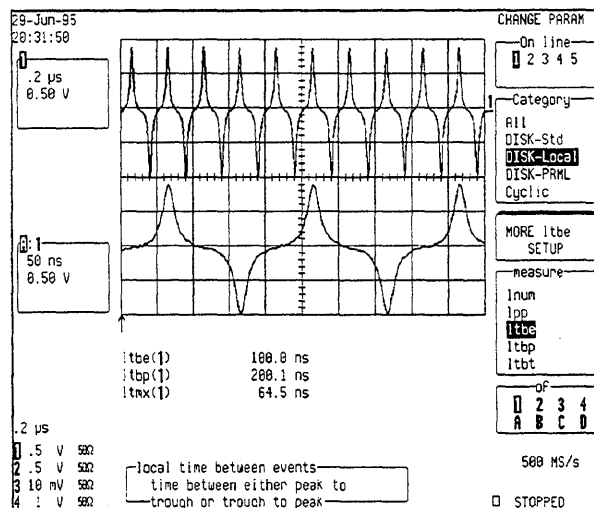 29-Jun-95
20:31:50
1
.2 µs
0.50 V
1
50 ns
0.50 V
1
ltbe(1) 100.0 ns
ltbp(1) 200.1 ns
ltmx(1) 64.5 ns
.2 µs
1 .5 V 50Ω
2 .5 V 50Ω
3 10 mV 50Ω
4 1 V 50Ω
local time between events
time between either peak to
trough or trough to peak
CHANGE PARAM
On line
1 2 3 4 5
Category
All
DISK-Std
DISK-Local
DISK-PRML
Cyclic
MORE ltbe
SETUP
measure
lnum
lpp
ltbe
ltbp
ltbt
of
1 2 3 4
A B C D
500 MS/s
STOPPED